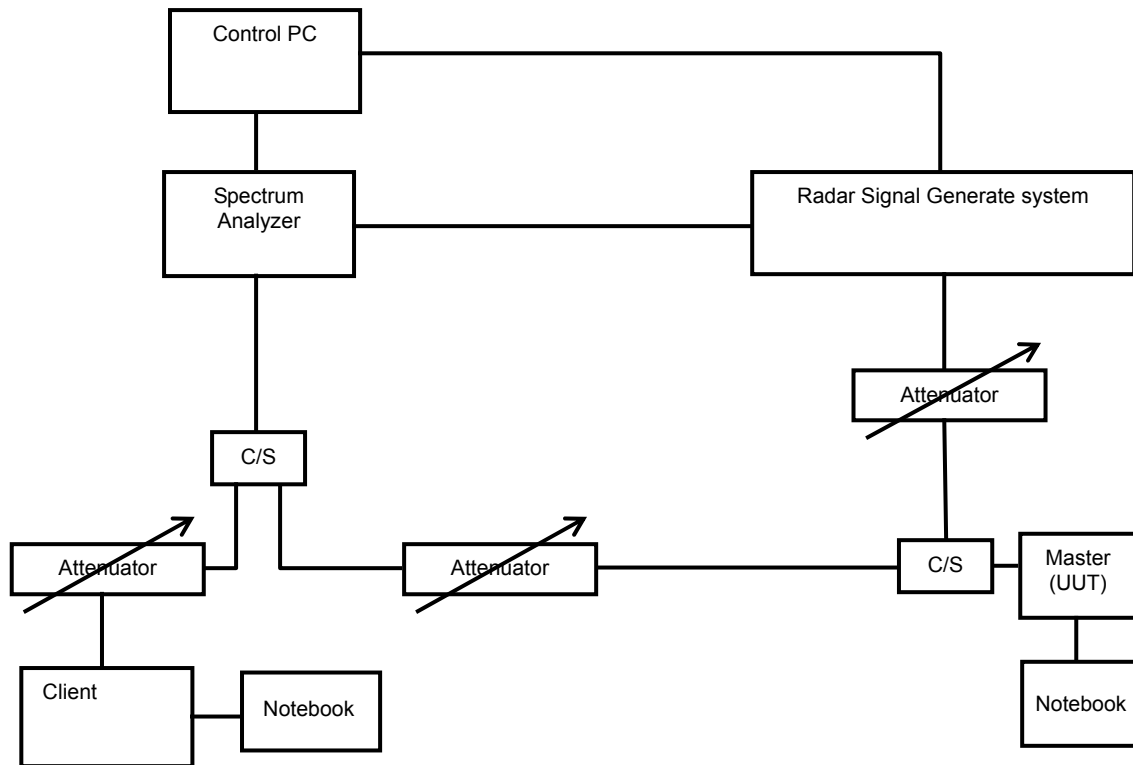 Control PC
Spectrum
Analyzer
Radar Signal Generate system
Attenuator
C/S
Attenuator
Attenuator
C/S
Master
(UUT)
Client
Notebook
Notebook